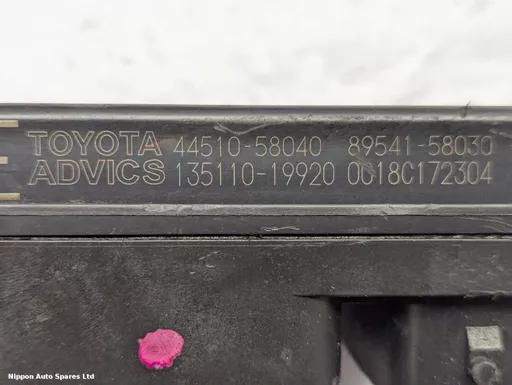 TOYOTA 44510-58040 89541-58030
ADVICS 135110-19920 0018C172304
Nippon Auto Spares Ltd